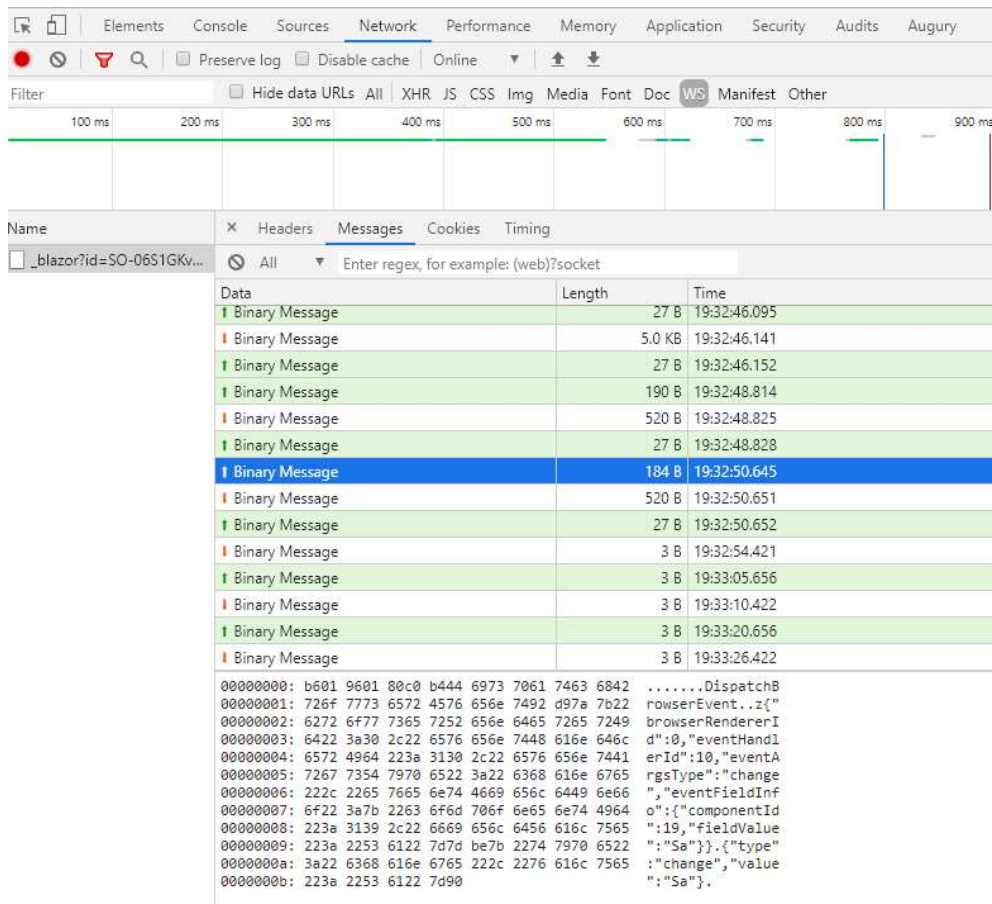 Elements Console Sources Network Performance Memory Application Security Audits Augury
Preserve log Disable cache Online ▼
Filter Hide data URLs All XHR JS CSS Img Media Font Doc WS Manifest Other
100 ms 200 ms 300 ms 400 ms 500 ms 600 ms 700 ms 800 ms 900 ms
Name × Headers Messages Cookies Timing
_blazor?id=SO-06S1GKv... All ▼ Enter regex, for example: (web)?socket
Data Length Time
Binary Message 27 B 19:32:46.095
Binary Message 5.0 KB 19:32:46.141
Binary Message 27 B 19:32:46.152
Binary Message 190 B 19:32:48.814
Binary Message 520 B 19:32:48.825
Binary Message 27 B 19:32:48.828
Binary Message 184 B 19:32:50.645
Binary Message 520 B 19:32:50.651
Binary Message 27 B 19:32:50.652
Binary Message 3 B 19:32:54.421
Binary Message 3 B 19:33:05.656
Binary Message 3 B 19:33:10.422
Binary Message 3 B 19:33:20.656
Binary Message 3 B 19:33:26.422
00000000: b601 9601 80c0 b444 6973 7061 7463 6842 .......DispatchB
00000001: 726f 7773 6572 4576 656e 7492 d97a 7b22 rowserEvent..z{"
00000002: 6272 6f77 7365 7252 656e 6465 7265 7249 browserRendererI
00000003: 6422 3a30 2c22 6576 656e 7448 616e 646c d":0,"eventHandl
00000004: 6572 4964 223a 3130 2c22 6576 656e 7441 erId":10,"eventA
00000005: 7267 7354 7970 6522 3a22 6368 616e 6765 rgsType":"change
00000006: 222c 2265 7665 6e74 4669 656c 6449 6e66 ","eventFieldInf
00000007: 6f22 3a7b 2263 6f6d 706f 6e65 6e74 4964 o":{"componentId
00000008: 223a 3139 2c22 6669 656c 6456 616c 7565 ":19,"fieldValue
00000009: 223a 2253 6122 7d7d be7b 2274 7970 6522 ":"Sa"}}.{"type"
0000000a: 3a22 6368 616e 6765 222c 2276 616c 7565 :"change","value
0000000b: 223a 2253 6122 7d90 ":"Sa"}.